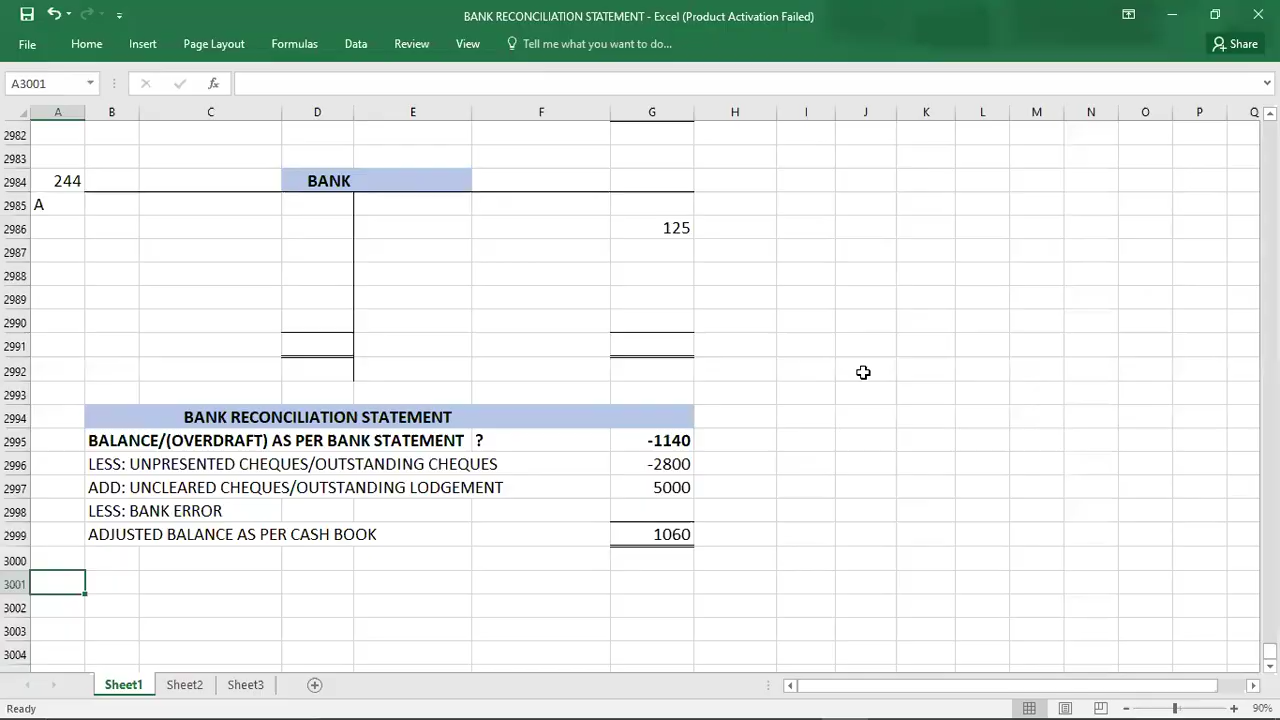 BANK RECONCILIATION STATEMENT - Excel (Product Activation Failed)
File Home Insert Page Layout Formulas Data Review View Tell me what you want to do... Share
A3001 fx
A B C D E F G H I J K L M N O P Q
2982
2983
2984 244 BANK
2985 A
2986 125
2987
2988
2989
2990
2991
2992
2993
2994 BANK RECONCILIATION STATEMENT
2995 BALANCE/(OVERDRAFT) AS PER BANK STATEMENT ? -1140
2996 LESS: UNPRESENTED CHEQUES/OUTSTANDING CHEQUES -2800
2997 ADD: UNCLEARED CHEQUES/OUTSTANDING LODGEMENT 5000
2998 LESS: BANK ERROR
2999 ADJUSTED BALANCE AS PER CASH BOOK 1060
3000
3001
3002
3003
3004
Sheet1 Sheet2 Sheet3
Ready 90%